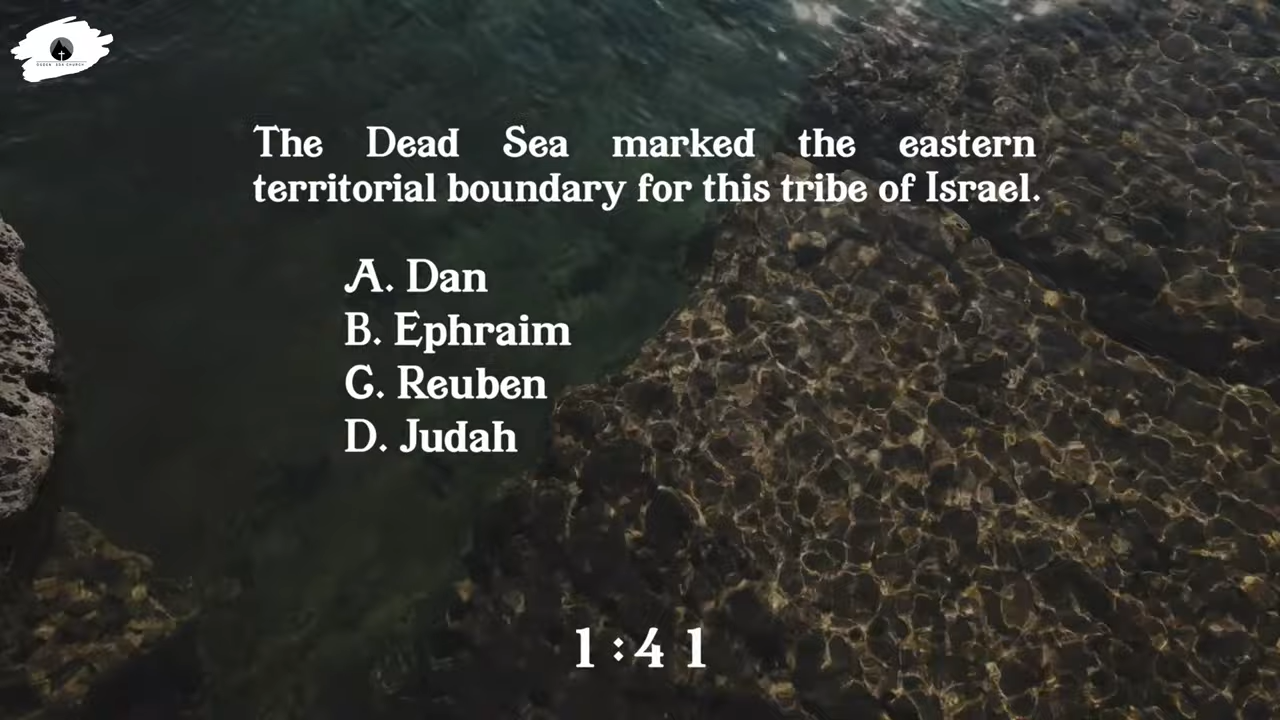 The Dead Sea marked the eastern
territorial boundary for this tribe of Israel.
A. Dan
B. Ephraim
C. Reuben
D. Judah
1:41